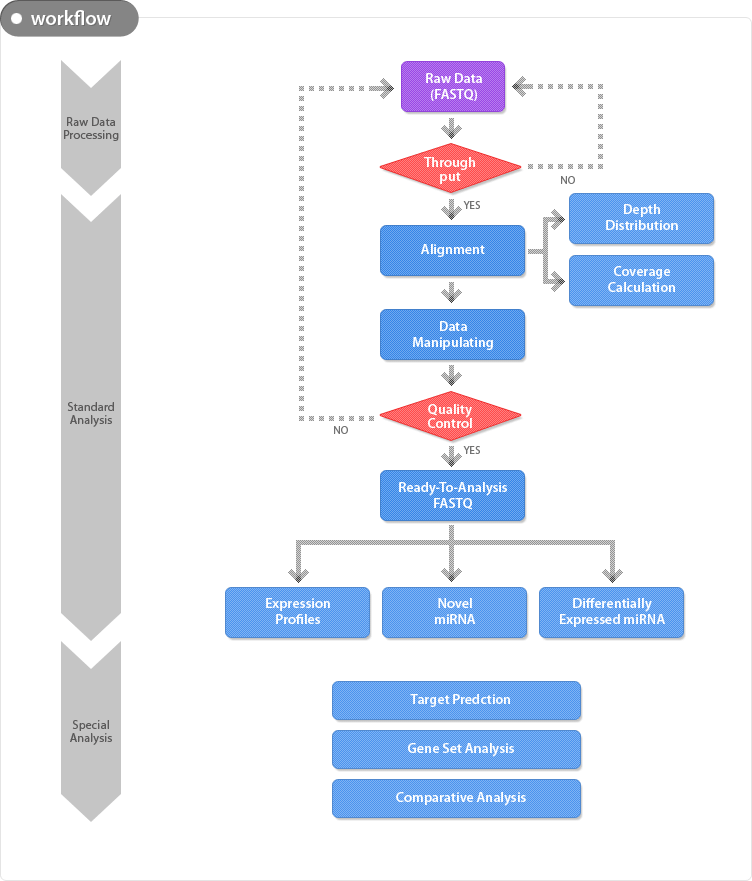 workflow
Raw Data
Processing
Raw Data
(FASTQ)
Through
put
NO
YES
Alignment
Depth
Distribution
Coverage
Calculation
Data
Manipulating
Standard
Analysis
Quality
Control
NO
YES
Ready-To-Analysis
FASTQ
Expression
Profiles
Novel
miRNA
Differentially
Expressed miRNA
Special
Analysis
Target Predction
Gene Set Analysis
Comparative Analysis